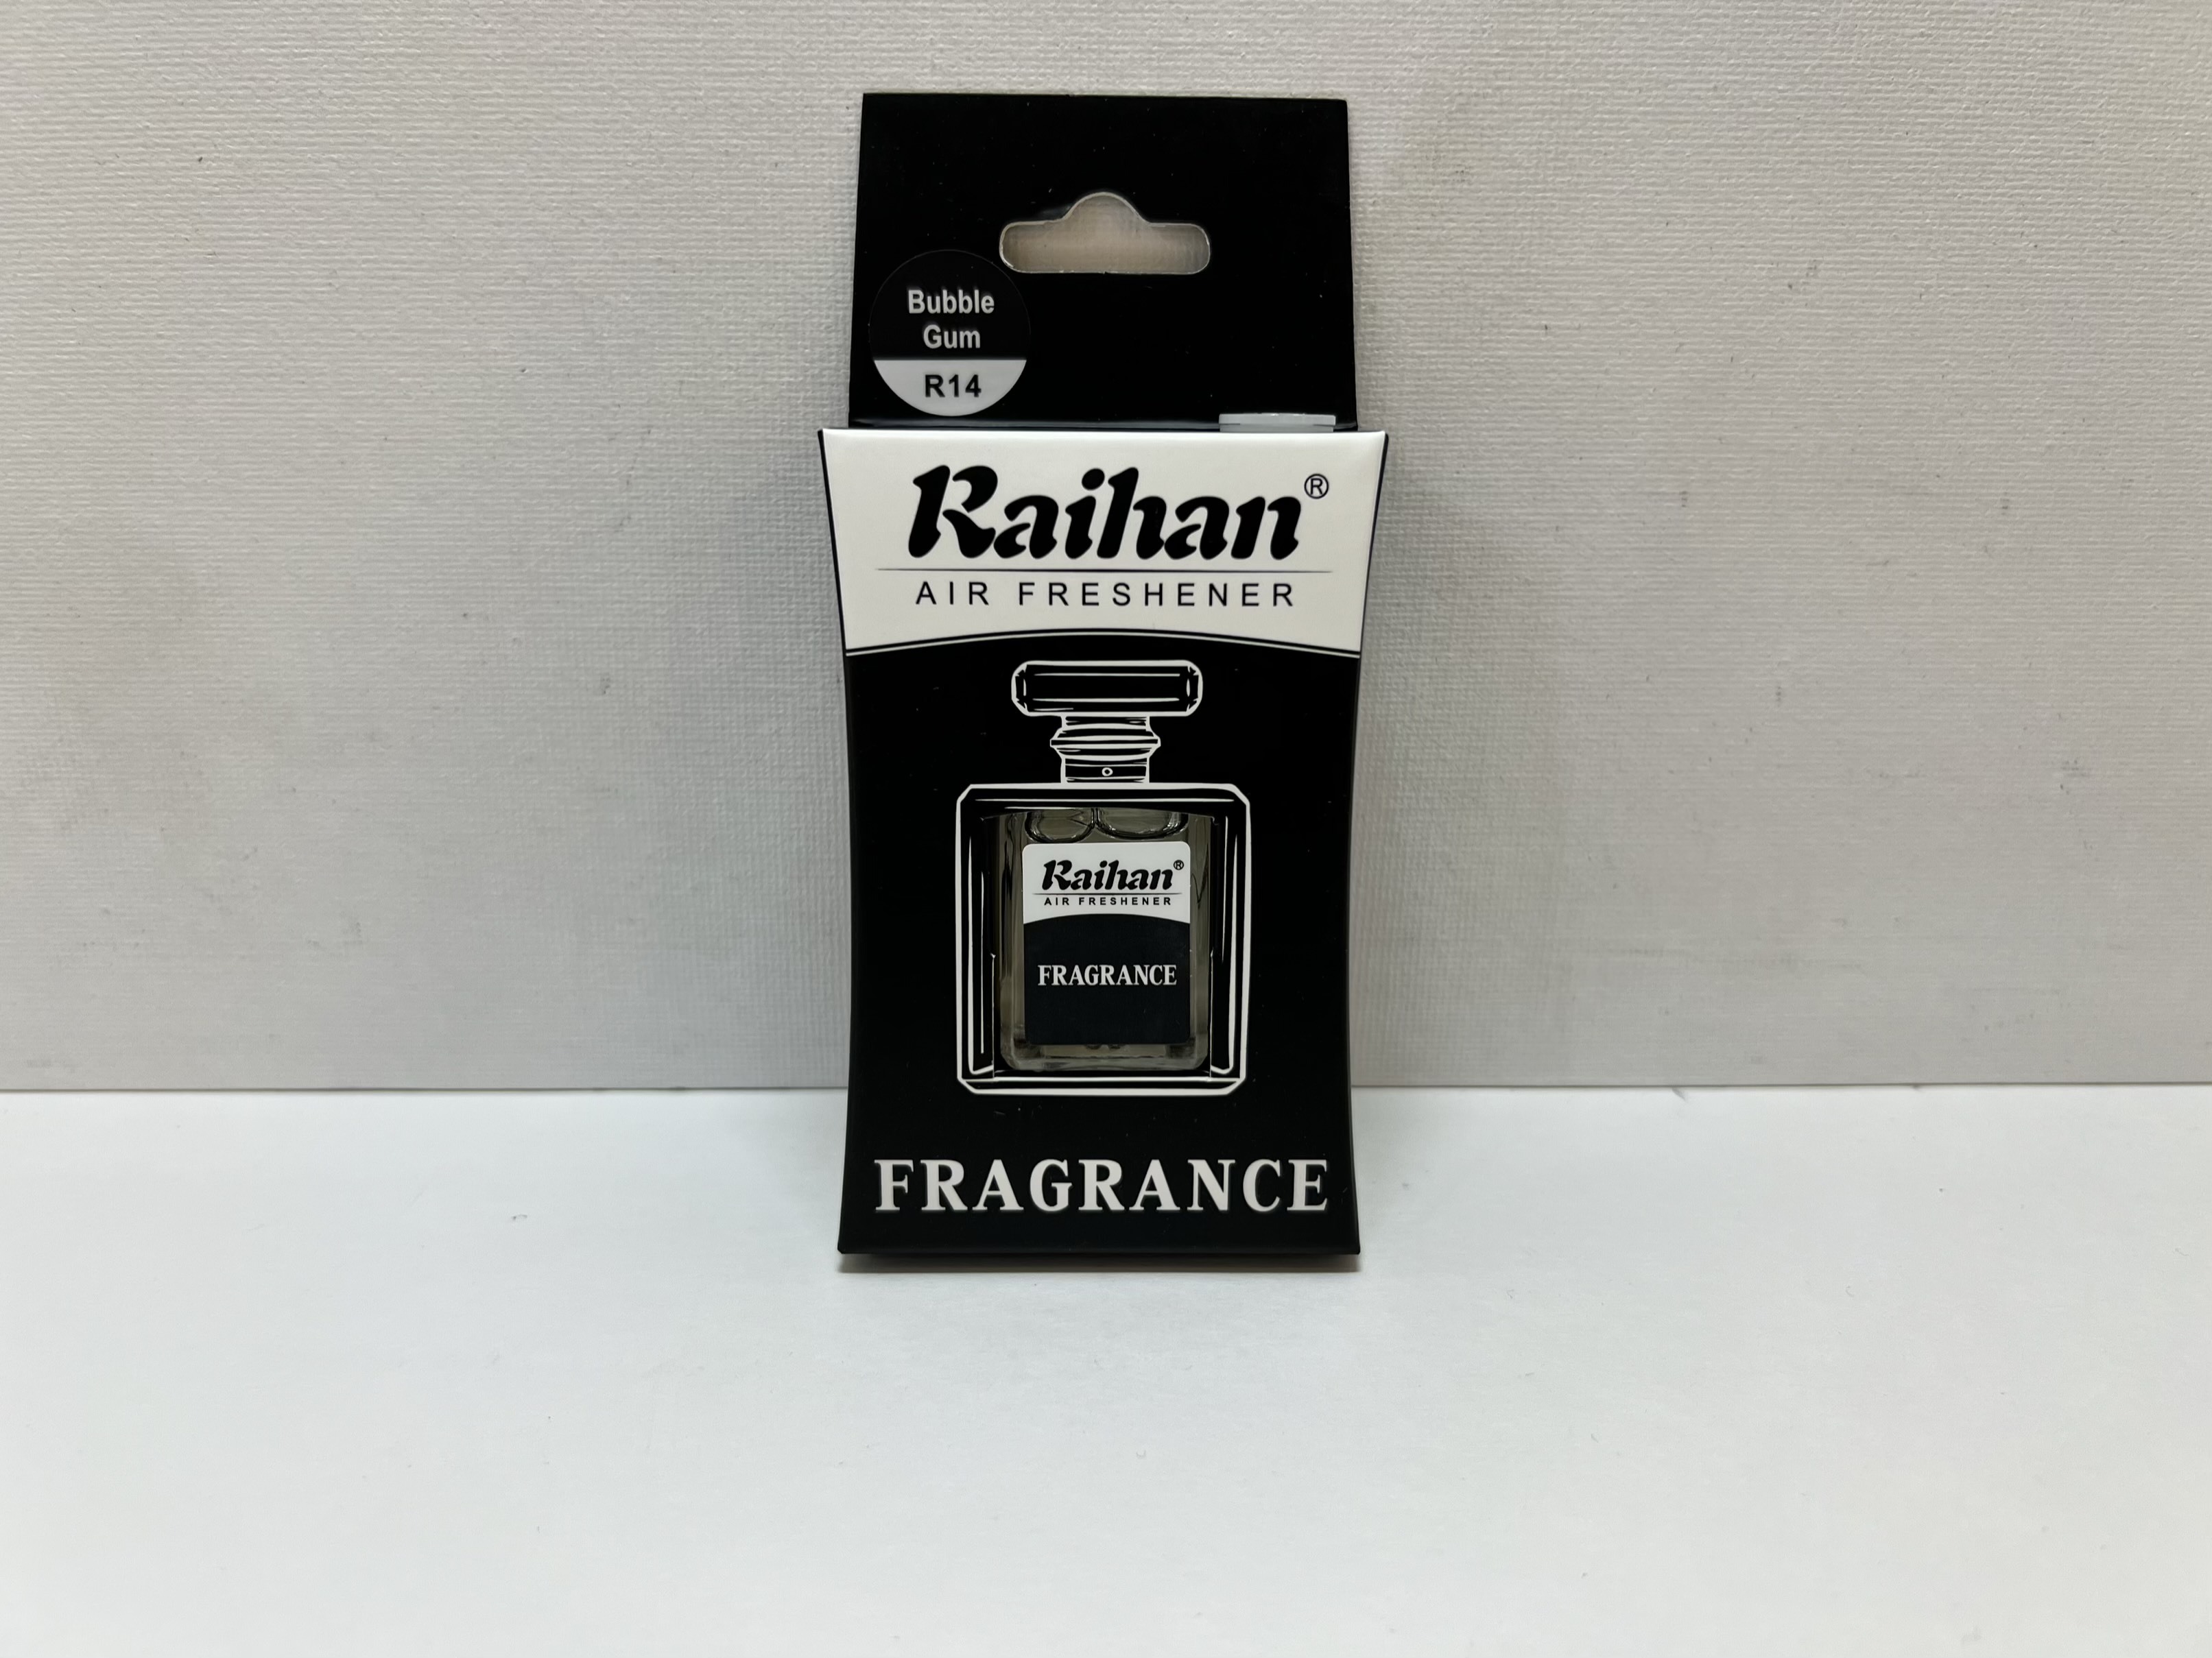 Bubble
Gum
R14
Raihan®
AIR FRESHENER
Raihan®
AIR FRESHENER
FRAGRANCE
FRAGRANCE